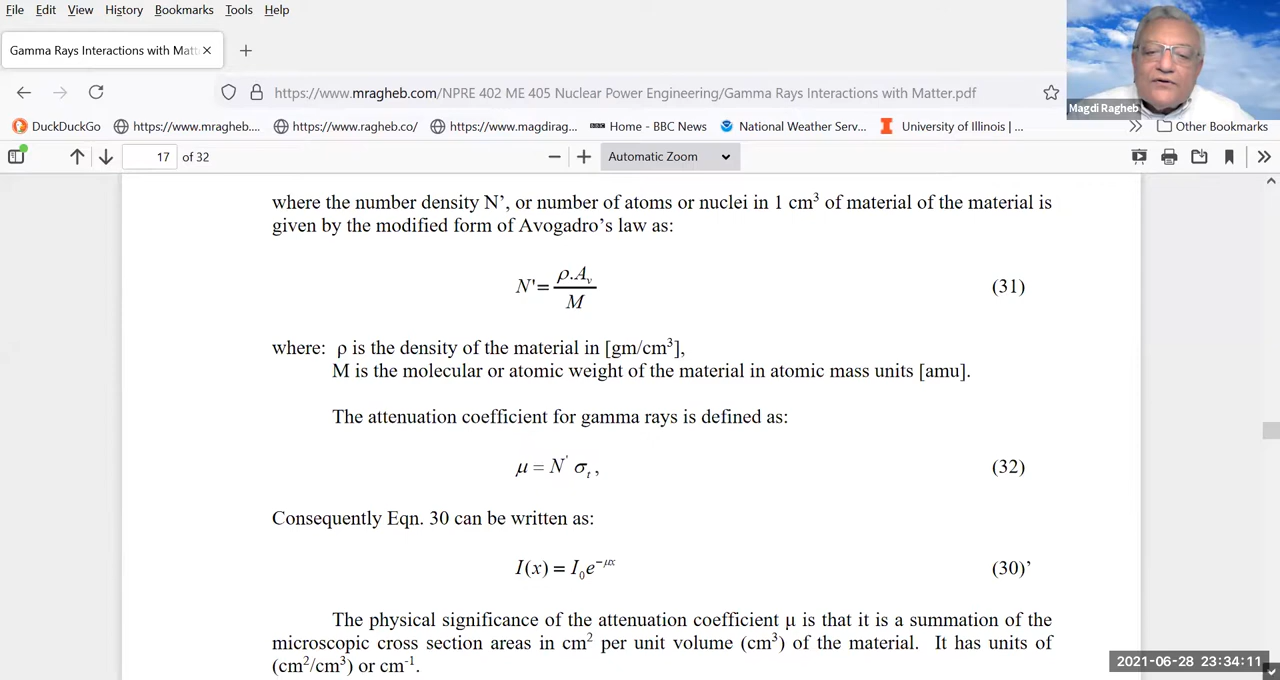 File Edit View History Bookmarks Tools Help
Gamma Rays Interactions with Matt
https://www.mragheb.com/NPRE 402 ME 405 Nuclear Power Engineering/Gamma Rays Interactions with Matter.pdf
Magdi Ragheb
DuckDuckGo https://www.mragheb.... https://www.ragheb.co/ https://www.magdirag... Home - BBC News National Weather Serv... University of Illinois | ... Other Bookmarks
17 of 32 Automatic Zoom
where the number density N’, or number of atoms or nuclei in 1 cm³ of material of the material is
given by the modified form of Avogadro’s law as:
N'= ρ.Aᵥ / M (31)
where: ρ is the density of the material in [gm/cm³],
M is the molecular or atomic weight of the material in atomic mass units [amu].
The attenuation coefficient for gamma rays is defined as:
μ = N' σₜ, (32)
Consequently Eqn. 30 can be written as:
I(x) = I₀e^−μx (30)’
The physical significance of the attenuation coefficient μ is that it is a summation of the
microscopic cross section areas in cm² per unit volume (cm³) of the material. It has units of
(cm²/cm³) or cm⁻¹.
2021-06-28 23:34:11